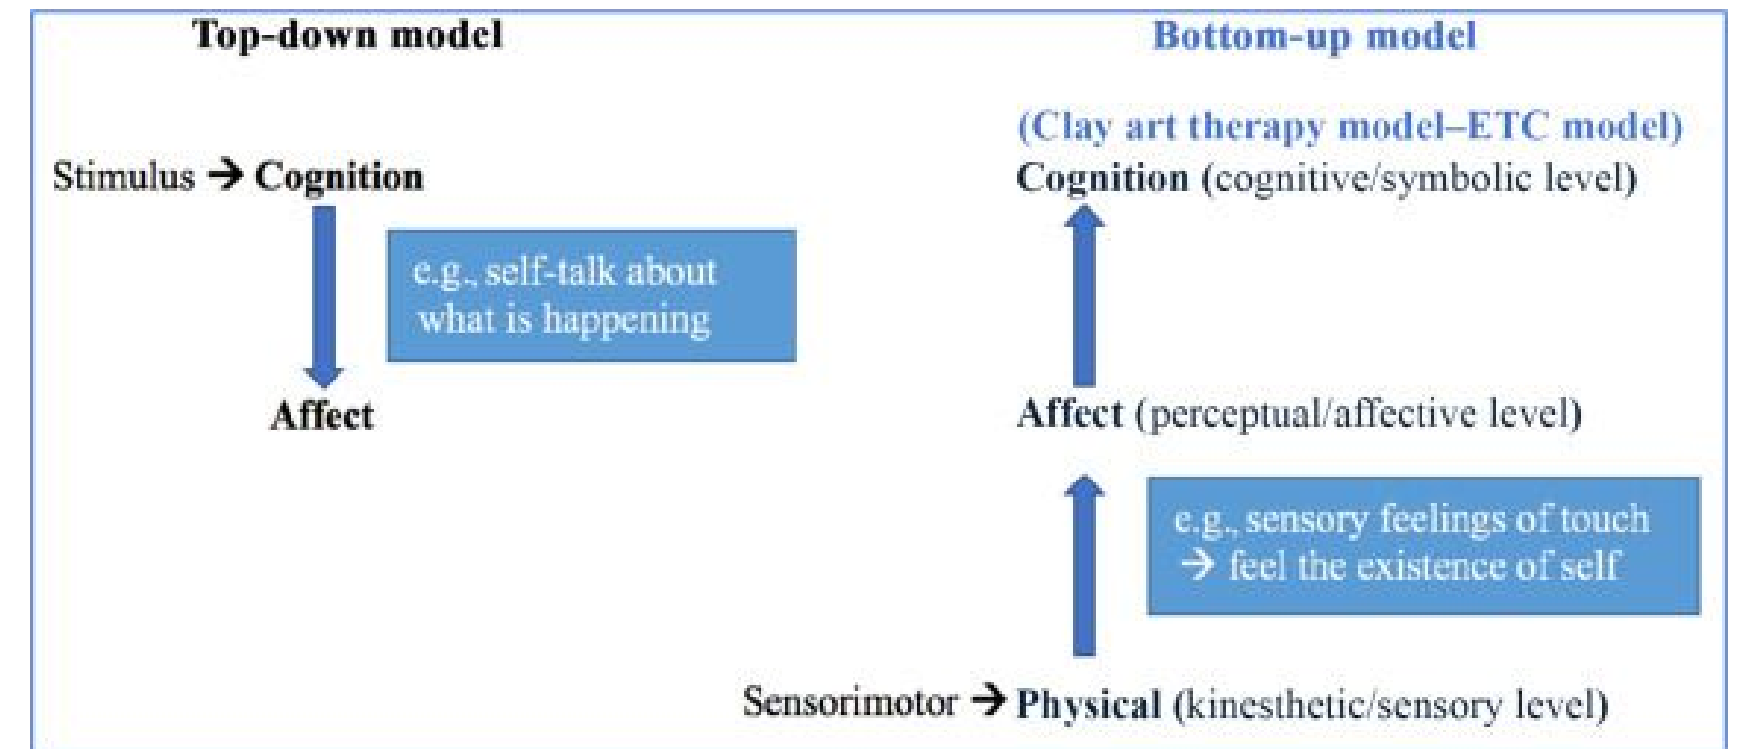 Top-down model
Stimulus → Cognition
e.g., self-talk about
what is happening
Affect
Bottom-up model
(Clay art therapy model–ETC model)
Cognition (cognitive/symbolic level)
Affect (perceptual/affective level)
e.g., sensory feelings of touch
→ feel the existence of self
Sensorimotor → Physical (kinesthetic/sensory level)